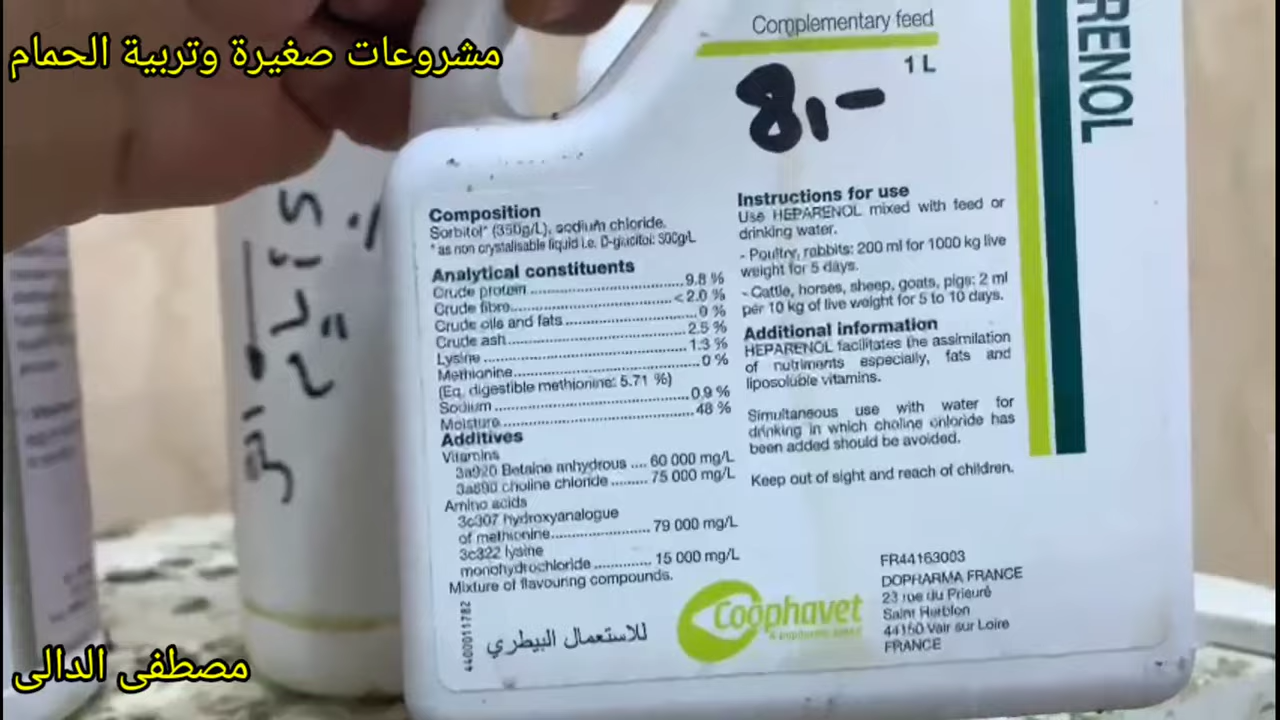 مشروعات صغيرة وتربية الحمام
Complementary feed
1 L
8,-
RENOL
Composition
Sorbitol* (350g/L), sodium chloride.
* as non crystalisable liquid i.e. D-glucitol: 500g/L
Analytical constituents
Crude protein 9.8 %
Crude fibre < 2.0 %
Crude oils and fats 0 %
Crude ash 2.5 %
Lysine 1.3 %
Methionine 0 %
(Eq. digestible methionine: 5.71 %)
Sodium 0.9 %
Moisture 48 %
Additives
Vitamins
3a920 Betaine anhydrous .... 60 000 mg/L
3a890 choline chloride ......... 75 000 mg/L
Amino acids
3c307 hydroxyanalogue
of methionine 79 000 mg/L
3c322 lysine
monohydrochloride ............. 15 000 mg/L
Mixture of flavouring compounds.
4400011782
للاستعمال البيطري
Instructions for use
Use HEPARENOL mixed with feed or
drinking water.
- Poultry, rabbits: 200 ml for 1000 kg live
weight for 5 days.
- Cattle, horses, sheep, goats, pigs: 2 ml
per 10 kg of live weight for 5 to 10 days.
Additional information
HEPARENOL facilitates the assimilation
of nutriments especially, fats and
liposoluble vitamins.
Simultaneous use with water for
drinking in which choline chloride has
been added should be avoided.
Keep out of sight and reach of children.
Coophavet
FR44163003
DOPHARMA FRANCE
23 rue du Prieuré
Saint Herblon
44150 Vair sur Loire
FRANCE
مصطفى الدالى